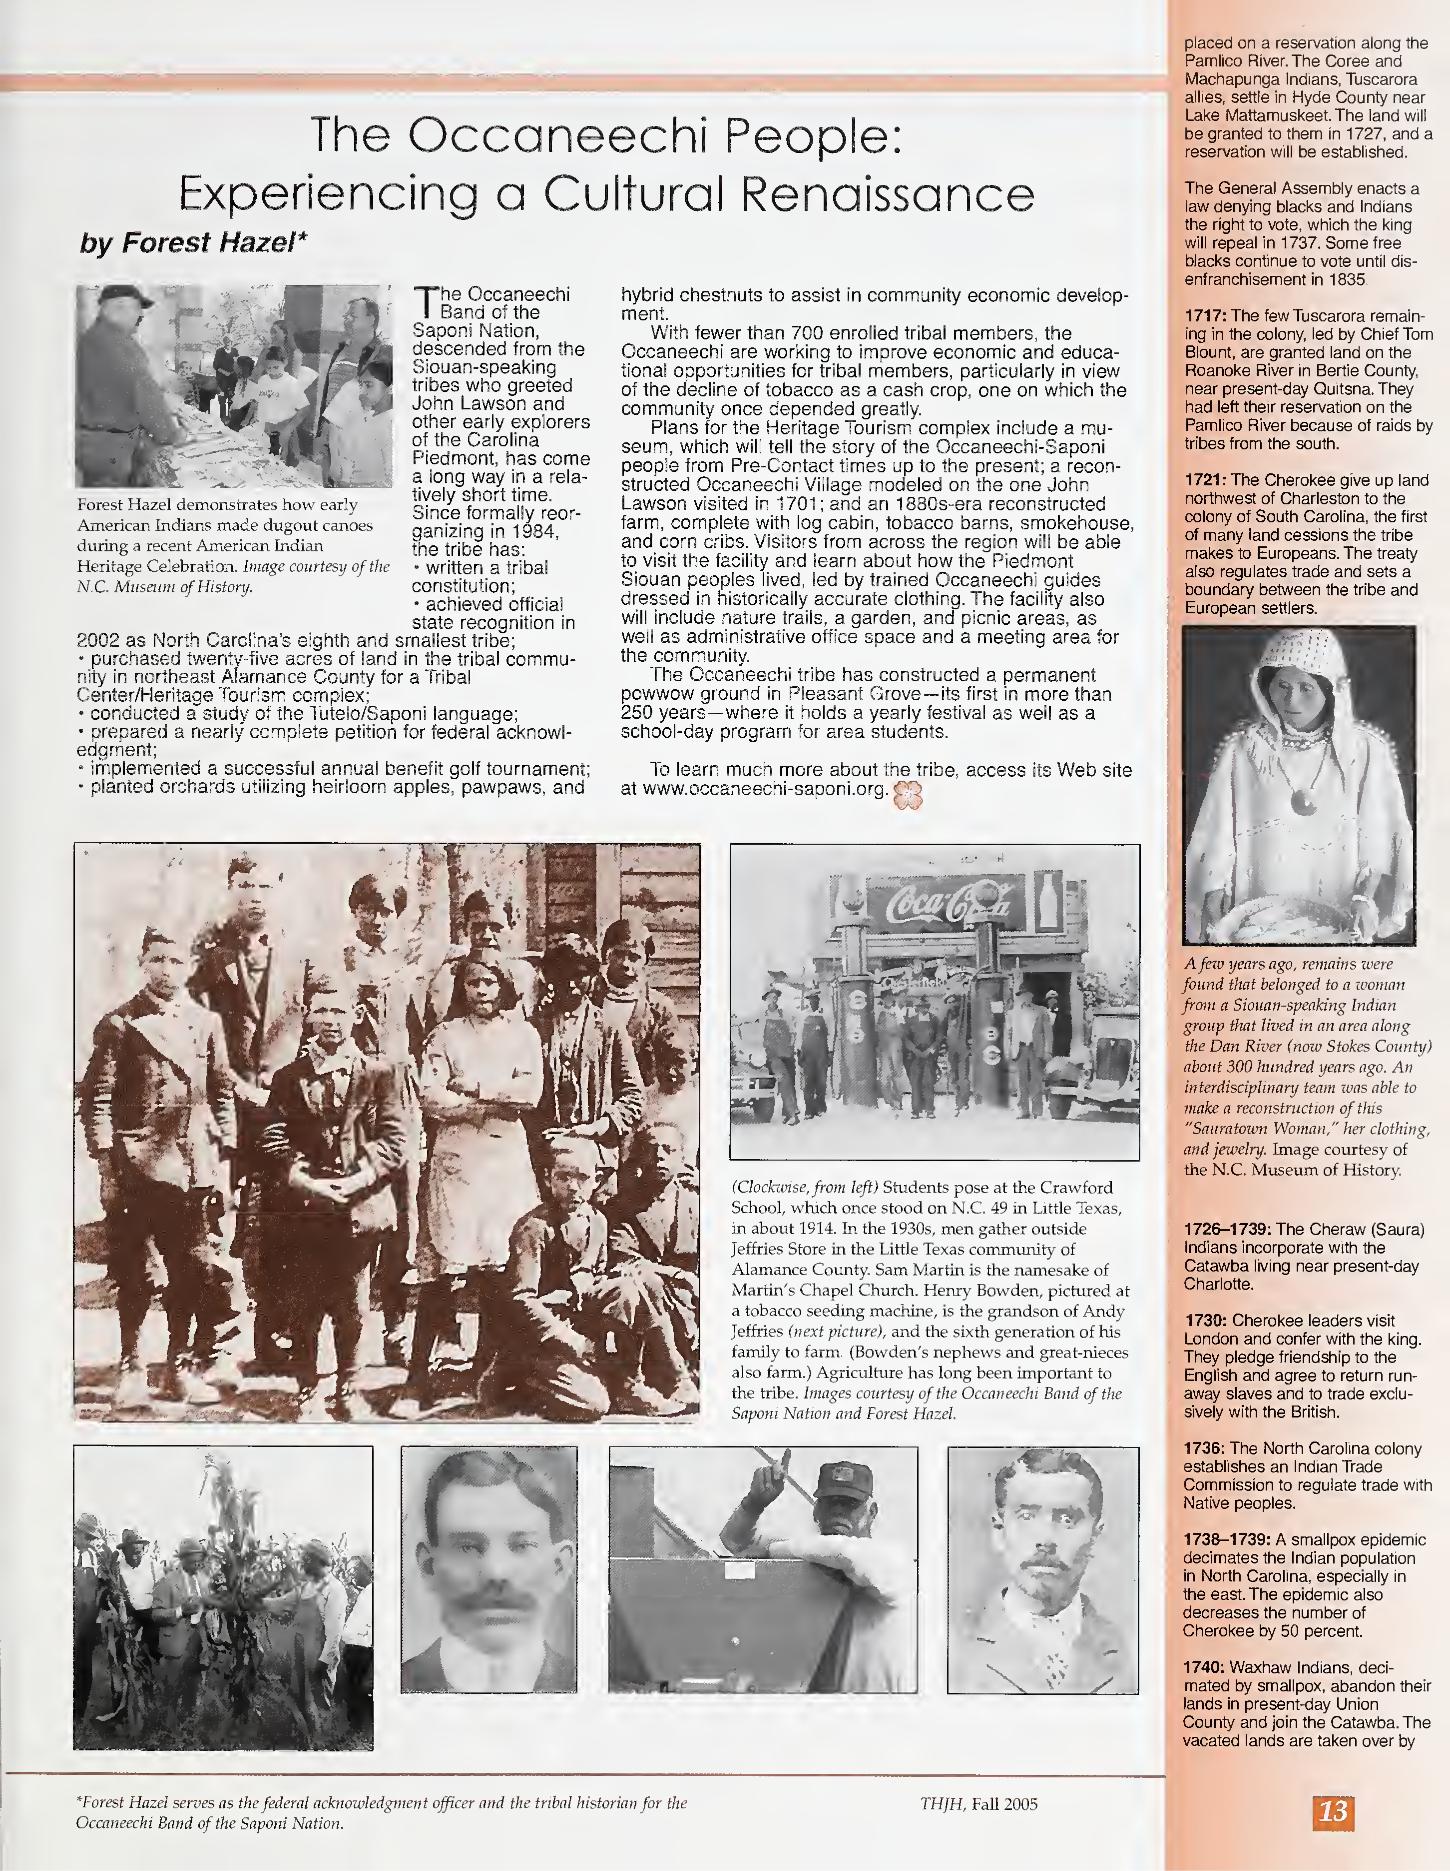 The Occaneechi People:
Experiencing a Cultural Renaissance
by Forest Hazel*
Forest Hazel demonstrates how early
American Indians made dugout canoes
during a recent American Indian
Heritage Celebration. Image courtesy of the
N.C. Museum of History.
The Occaneechi
Band of the
Saponi Nation,
descended from the
Siouan-speaking
tribes who greeted
John Lawson and
other early explorers
of the Carolina
Piedmont, has come
a long way in a rela-
tively short time.
Since formally reor-
ganizing in 1984,
the tribe has:
• written a tribal
constitution;
• achieved official
state recognition in
2002 as North Carolina's eighth and smallest tribe;
• purchased twenty-five acres of land in the tribal commu-
nity in northeast Alamance County for a Tribal
Center/Heritage Tourism complex;
• conducted a study of the Tutelo/Saponi language;
• prepared a nearly complete petition for federal acknowl-
edgment;
• implemented a successful annual benefit golf tournament;
• planted orchards utilizing heirloom apples, pawpaws, and
hybrid chestnuts to assist in community economic develop-
ment.
With fewer than 700 enrolled tribal members, the
Occaneechi are working to improve economic and educa-
tional opportunities for tribal members, particularly in view
of the decline of tobacco as a cash crop, one on which the
community once depended greatly.
Plans for the Heritage Tourism complex include a mu-
seum, which will tell the story of the Occaneechi-Saponi
people from Pre-Contact times up to the present; a recon-
structed Occaneechi Village modeled on the one John
Lawson visited in 1701; and an 1880s-era reconstructed
farm, complete with log cabin, tobacco barns, smokehouse,
and corn cribs. Visitors from across the region will be able
to visit the facility and learn about how the Piedmont
Siouan peoples lived, led by trained Occaneechi guides
dressed in historically accurate clothing. The facility also
will include nature trails, a garden, and picnic areas, as
well as administrative office space and a meeting area for
the community.
The Occaneechi tribe has constructed a permanent
powwow ground in Pleasant Grove—its first in more than
250 years—where it holds a yearly festival as well as a
school-day program for area students.
To learn much more about the tribe, access its Web site
at www.occaneechi-saponi.org.
Coca-Cola
Chesterfield
(Clockwise, from left) Students pose at the Crawford
School, which once stood on N.C. 49 in Little Texas,
in about 1914. In the 1930s, men gather outside
Jeffries Store in the Little Texas community of
Alamance County. Sam Martin is the namesake of
Martin's Chapel Church. Henry Bowden, pictured at
a tobacco seeding machine, is the grandson of Andy
Jeffries (next picture), and the sixth generation of his
family to farm. (Bowden's nephews and great-nieces
also farm.) Agriculture has long been important to
the tribe. Images courtesy of the Occaneechi Band of the
Saponi Nation and Forest Hazel.
*Forest Hazel serves as the federal acknowledgment officer and the tribal historian for the
Occaneechi Band of the Saponi Nation.
THJH, Fall 2005
placed on a reservation along the
Pamlico River. The Coree and
Machapunga Indians, Tuscarora
allies, settle in Hyde County near
Lake Mattamuskeet. The land will
be granted to them in 1727, and a
reservation will be established.
The General Assembly enacts a
law denying blacks and Indians
the right to vote, which the king
will repeal in 1737. Some free
blacks continue to vote until dis-
enfranchisement in 1835
1717: The few Tuscarora remain-
ing in the colony, led by Chief Tom
Blount, are granted land on the
Roanoke River in Bertie County,
near present-day Quitsna. They
had left their reservation on the
Pamlico River because of raids by
tribes from the south.
1721: The Cherokee give up land
northwest of Charleston to the
colony of South Carolina, the first
of many land cessions the tribe
makes to Europeans. The treaty
also regulates trade and sets a
boundary between the tribe and
European settlers.
A few years ago, remains were
found that belonged to a woman
from a Siouan-speaking Indian
group that lived in an area along
the Dan River (now Stokes County)
about 300 hundred years ago. An
interdisciplinary team was able to
make a reconstruction of this
"Sauratown Woman," her clothing,
and jewelry. Image courtesy of
the N.C. Museum of History.
1726–1739: The Cheraw (Saura)
Indians incorporate with the
Catawba living near present-day
Charlotte.
1730: Cherokee leaders visit
London and confer with the king.
They pledge friendship to the
English and agree to return run-
away slaves and to trade exclu-
sively with the British.
1736: The North Carolina colony
establishes an Indian Trade
Commission to regulate trade with
Native peoples.
1738–1739: A smallpox epidemic
decimates the Indian population
in North Carolina, especially in
the east. The epidemic also
decreases the number of
Cherokee by 50 percent.
1740: Waxhaw Indians, deci-
mated by smallpox, abandon their
lands in present-day Union
County and join the Catawba. The
vacated lands are taken over by
13